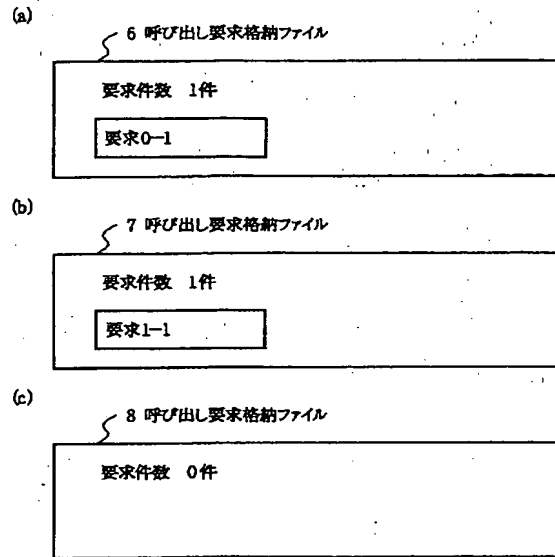 (a)
6 呼び出し要求格納ファイル
要求件数 1件
要求0-1
(b)
7 呼び出し要求格納ファイル
要求件数 1件
要求1-1
(c)
8 呼び出し要求格納ファイル
要求件数 0件